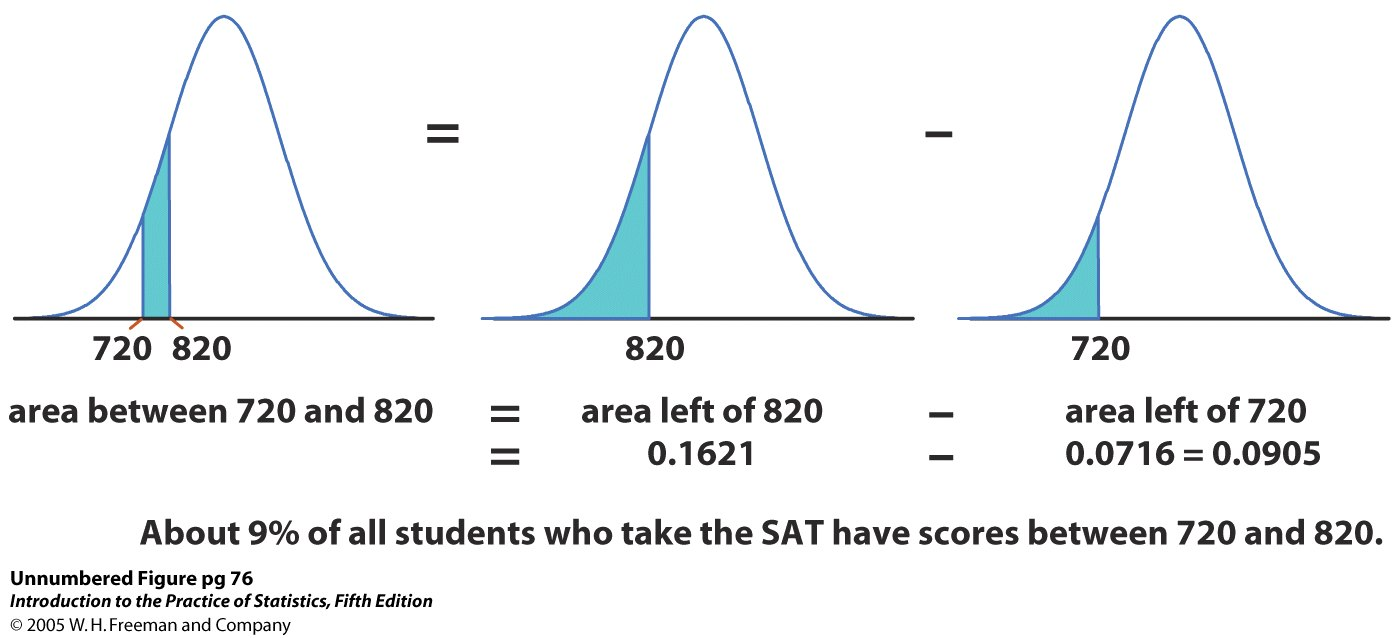 = –
720 820 820 720
area between 720 and 820 = area left of 820 – area left of 720
= 0.1621 – 0.0716 = 0.0905
About 9% of all students who take the SAT have scores between 720 and 820.
Unnumbered Figure pg 76
Introduction to the Practice of Statistics, Fifth Edition
© 2005 W. H. Freeman and Company